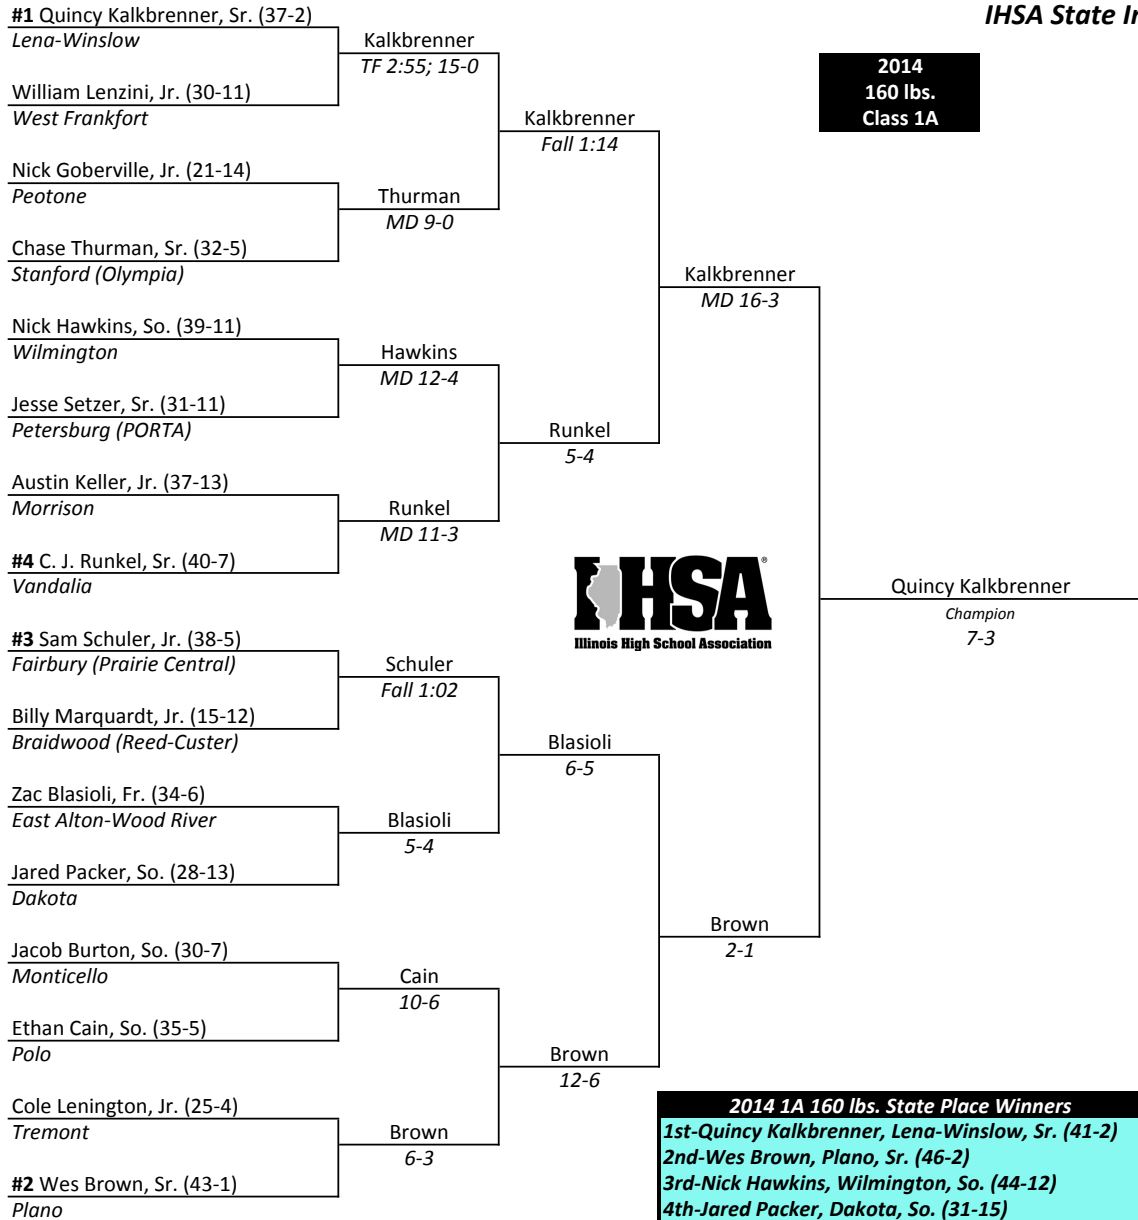 IHSA State In
2014
160 lbs.
Class 1A
#1 Quincy Kalkbrenner, Sr. (37-2)
Lena-Winslow
Kalkbrenner
TF 2:55; 15-0
William Lenzini, Jr. (30-11)
West Frankfort
Kalkbrenner
Fall 1:14
Nick Goberville, Jr. (21-14)
Peotone
Thurman
MD 9-0
Chase Thurman, Sr. (32-5)
Stanford (Olympia)
Kalkbrenner
MD 16-3
Nick Hawkins, So. (39-11)
Wilmington
Hawkins
MD 12-4
Jesse Setzer, Sr. (31-11)
Petersburg (PORTA)
Runkel
5-4
Austin Keller, Jr. (37-13)
Morrison
Runkel
MD 11-3
#4 C. J. Runkel, Sr. (40-7)
Vandalia
IHSA
®
Illinois High School Association
Quincy Kalkbrenner
Champion
7-3
#3 Sam Schuler, Jr. (38-5)
Fairbury (Prairie Central)
Schuler
Fall 1:02
Billy Marquardt, Jr. (15-12)
Braidwood (Reed-Custer)
Blasioli
6-5
Zac Blasioli, Fr. (34-6)
East Alton-Wood River
Blasioli
5-4
Jared Packer, So. (28-13)
Dakota
Brown
2-1
Jacob Burton, So. (30-7)
Monticello
Cain
10-6
Ethan Cain, So. (35-5)
Polo
Brown
12-6
Cole Lenington, Jr. (25-4)
Tremont
Brown
6-3
#2 Wes Brown, Sr. (43-1)
Plano
2014 1A 160 lbs. State Place Winners
1st-Quincy Kalkbrenner, Lena-Winslow, Sr. (41-2)
2nd-Wes Brown, Plano, Sr. (46-2)
3rd-Nick Hawkins, Wilmington, So. (44-12)
4th-Jared Packer, Dakota, So. (31-15)